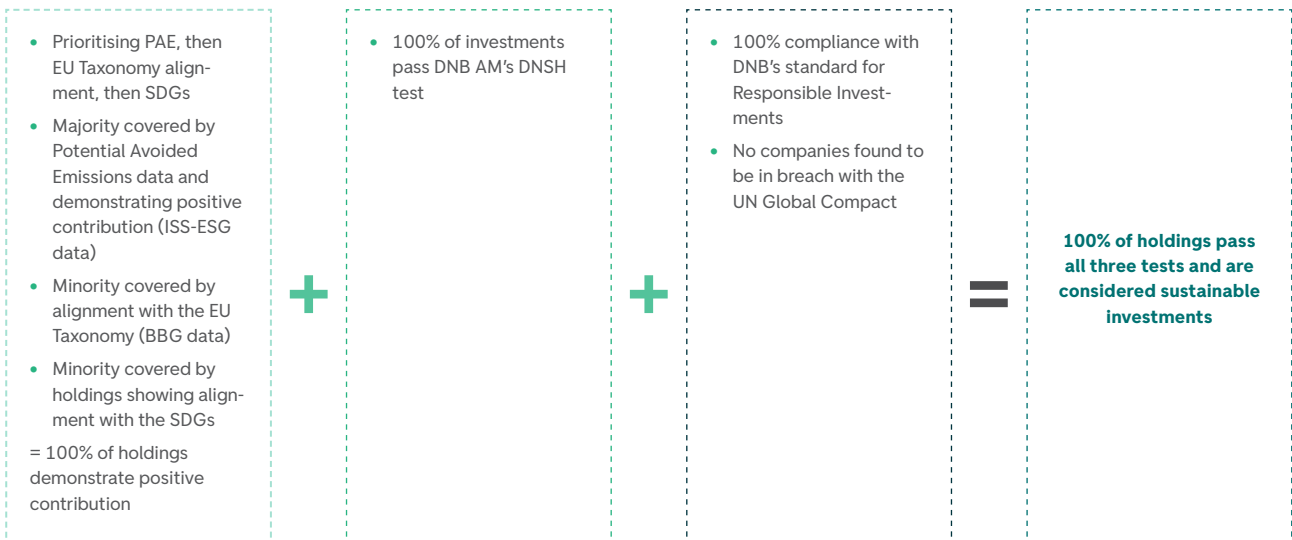 • Prioritising PAE, then
EU Taxonomy align-
ment, then SDGs
• Majority covered by
Potential Avoided
Emissions data and
demonstrating positive
contribution (ISS-ESG
data)
• Minority covered by
alignment with the EU
Taxonomy (BBG data)
• Minority covered by
holdings showing align-
ment with the SDGs
= 100% of holdings
demonstrate positive
contribution
+
• 100% of investments
pass DNB AM’s DNSH
test
+
• 100% compliance with
DNB’s standard for
Responsible Invest-
ments
• No companies found to
be in breach with the
UN Global Compact
=
100% of holdings pass
all three tests and are
considered sustainable
investments